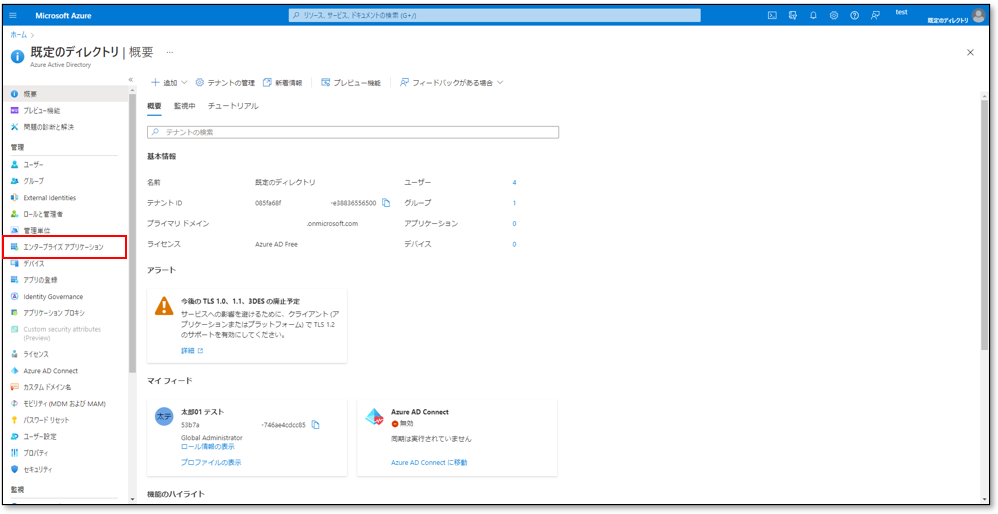 Microsoft Azure
リソース、サービス、ドキュメントの検索 (G+/)
test
既定のディレクトリ
ホーム >
既定のディレクトリ | 概要 …
Azure Active Directory
概要
プレビュー機能
問題の診断と解決
管理
ユーザー
グループ
External Identities
ロールと管理者
管理単位
エンタープライズ アプリケーション
デバイス
アプリの登録
Identity Governance
アプリケーション プロキシ
Custom security attributes
(Preview)
ライセンス
Azure AD Connect
カスタム ドメイン名
モビリティ (MDM および MAM)
パスワード リセット
ユーザー設定
プロパティ
セキュリティ
監視
追加 テナントの管理 新着情報 プレビュー機能 フィードバックがある場合
概要 監視中 チュートリアル
テナントの検索
基本情報
名前 既定のディレクトリ ユーザー 4
テナント ID 085fa68f -e38836556500 グループ 1
プライマリ ドメイン .onmicrosoft.com アプリケーション 0
ライセンス Azure AD Free デバイス 0
アラート
今後の TLS 1.0、1.1、3DES の廃止予定
サービスへの影響を避けるために、クライアント (ア
プリケーションまたはプラットフォーム) で TLS 1.2
のサポートを有効にしてください。
詳細
マイ フィード
太テ
太郎01 テスト
53b7a -746ae4cdcc85
Global Administrator
ロール情報の表示
プロファイルの表示
Azure AD Connect
無効
同期は実行されていません
Azure AD Connect に移動
機能のハイライト